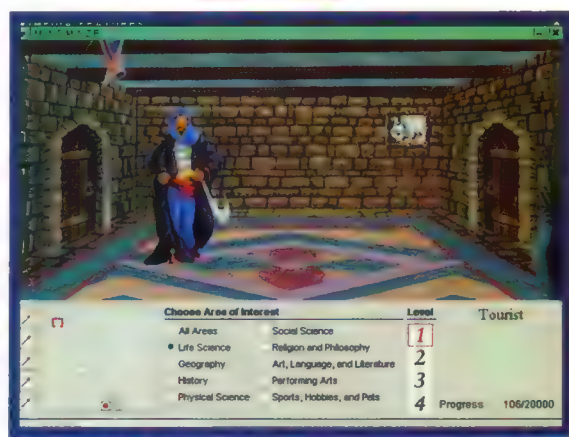 MINDMAZE
Choose Area of Interest Level Tourist
All Areas Social Science 1
Life Science Religion and Philosophy 2
Geography Art, Language, and Literature
History Performing Arts 3
Physical Science Sports, Hobbies, and Pets 4 Progress 106/20000